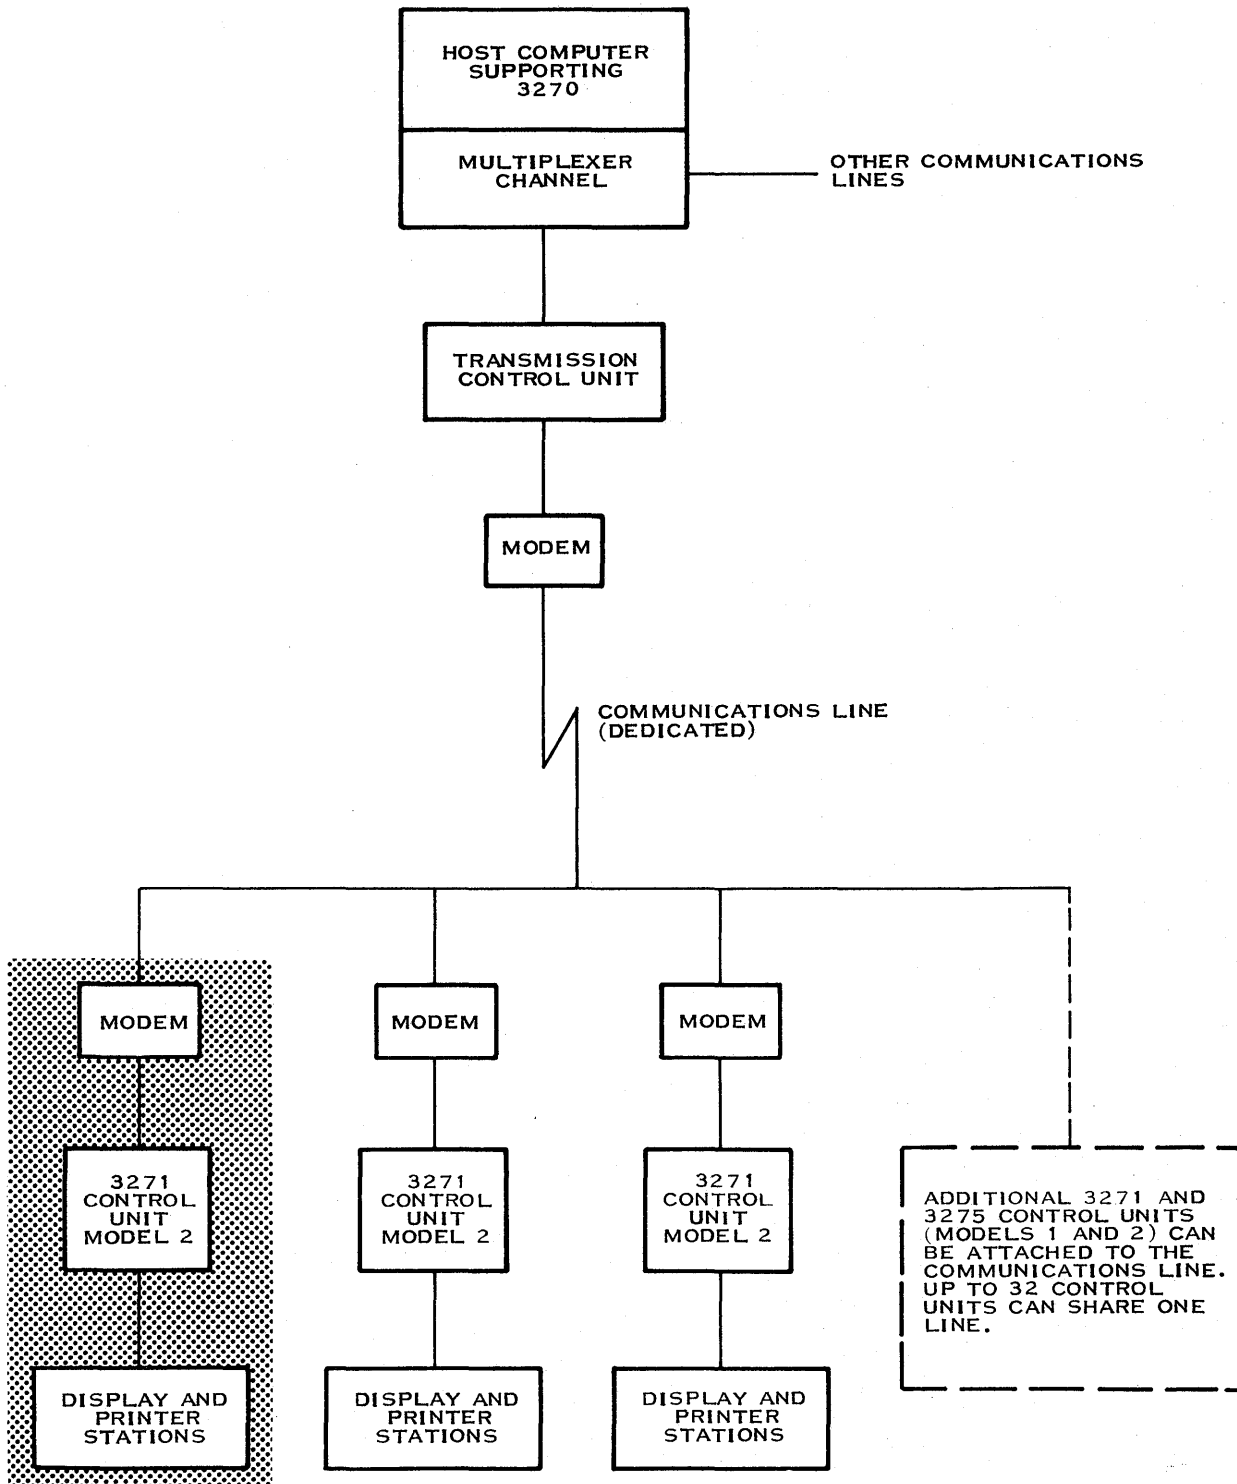 HOST COMPUTER
SUPPORTING
3270
MULTIPLEXER
CHANNEL
OTHER COMMUNICATIONS
LINES
TRANSMISSION
CONTROL UNIT
MODEM
COMMUNICATIONS LINE
(DEDICATED)
MODEM
MODEM
MODEM
3271
CONTROL
UNIT
MODEL 2
3271
CONTROL
UNIT
MODEL 2
3271
CONTROL
UNIT
MODEL 2
ADDITIONAL 3271 AND
3275 CONTROL UNITS
(MODELS 1 AND 2) CAN
BE ATTACHED TO THE
COMMUNICATIONS LINE.
UP TO 32 CONTROL
UNITS CAN SHARE ONE
LINE.
DISPLAY AND
PRINTER
STATIONS
DISPLAY AND
PRINTER
STATIONS
DISPLAY AND
PRINTER
STATIONS